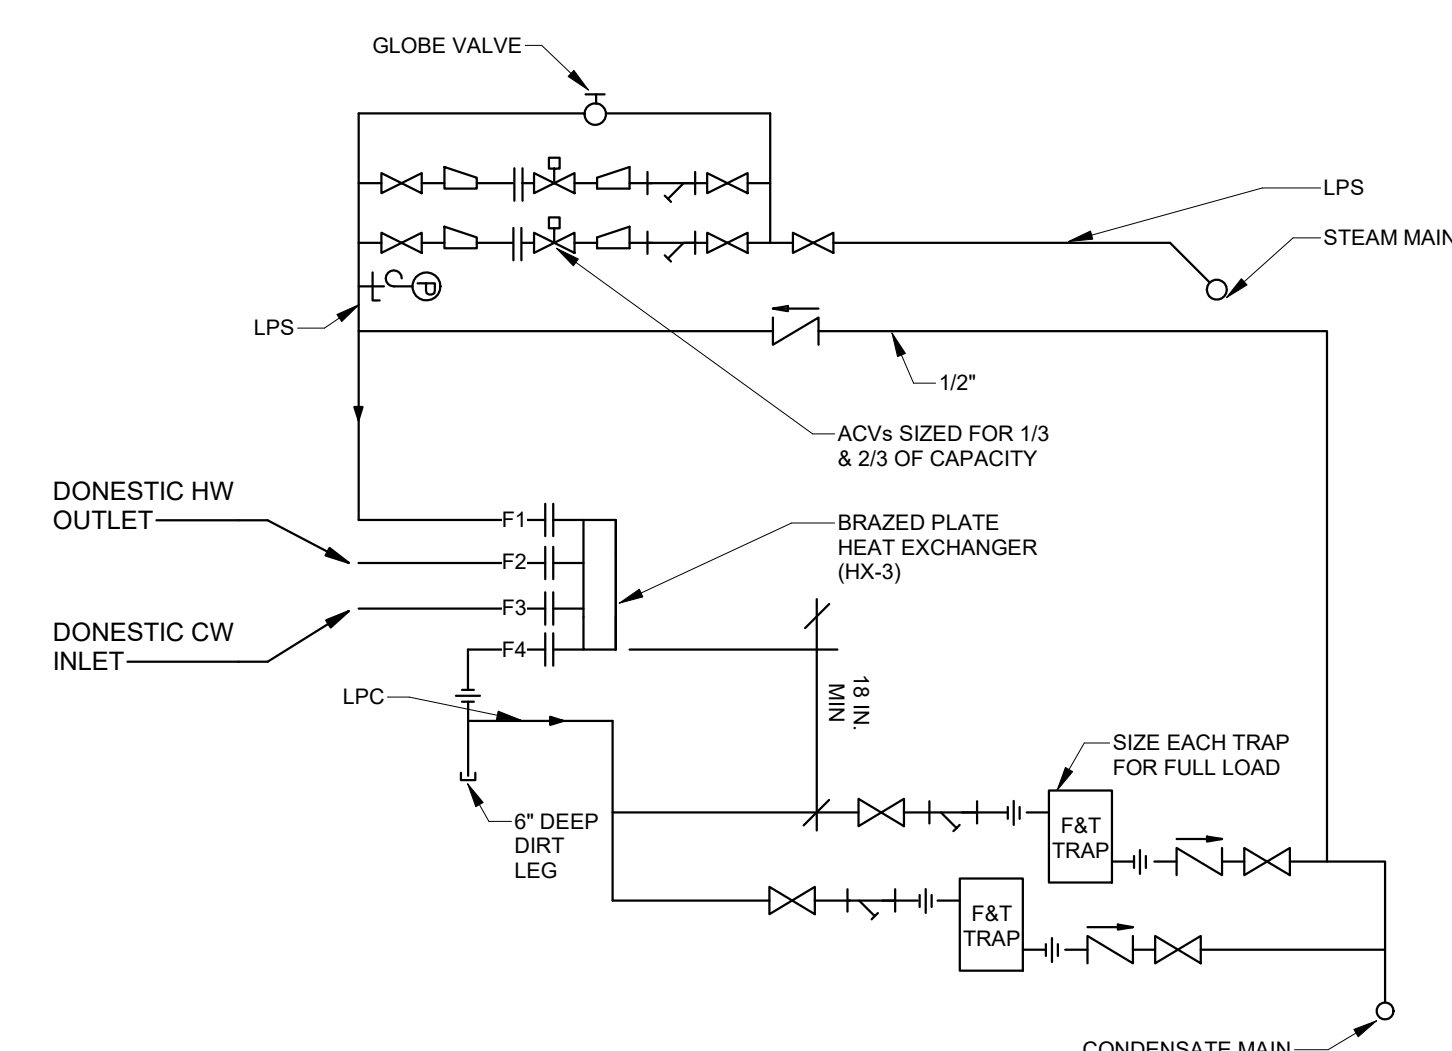 GLOBE VALVE
LPS
STEAM MAIN
P
LPS
1/2"
ACVs SIZED FOR 1/3
& 2/3 OF CAPACITY
DONESTIC HW
OUTLET
F1
BRAZED PLATE
HEAT EXCHANGER
(HX-3)
F2
F3
DONESTIC CW
INLET
F4
LPC
18 IN.
MIN
SIZE EACH TRAP
FOR FULL LOAD
6" DEEP
DIRT
LEG
F&T
TRAP
F&T
TRAP
CONDENSATE MAIN